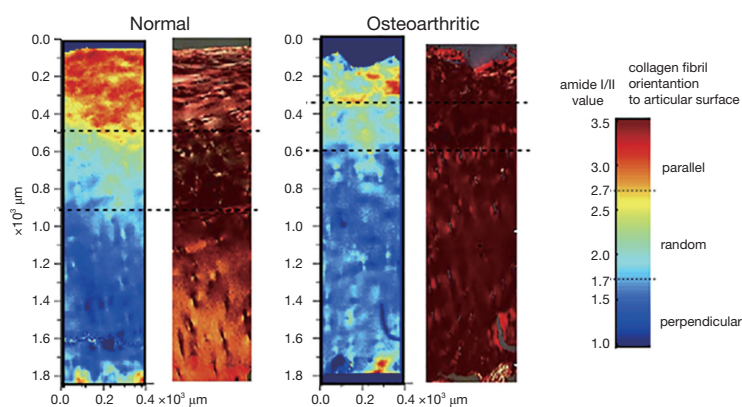 Normal
Osteoarthritic
0.0
0.2
0.4
0.6
0.8
1.0
1.2
1.4
1.6
1.8
×10³ μm
0.0 0.2 0.4 ×10³ μm
0.0
0.2
0.4
0.6
0.8
1.0
1.2
1.4
1.6
1.8
0.0 0.2 0.4 ×10³ μm
amide I/II
value
collagen fibril
orientantion
to articular surface
3.5
3.0
2.7
2.5
2.0
1.7
1.5
1.0
parallel
random
perpendicular